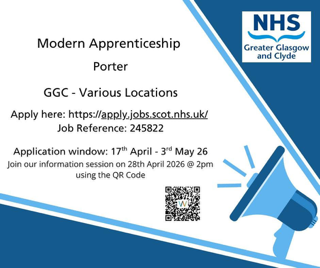 Modern Apprenticeship
Porter
GGC - Various Locations
Apply here: https://apply.jobs.scot.nhs.uk/
Job Reference: 245822
Application window: 17th April - 3rd May 26
Join our information session on 28th April 2026 @ 2pm
using the QR Code
NHS
Greater Glasgow
and Clyde